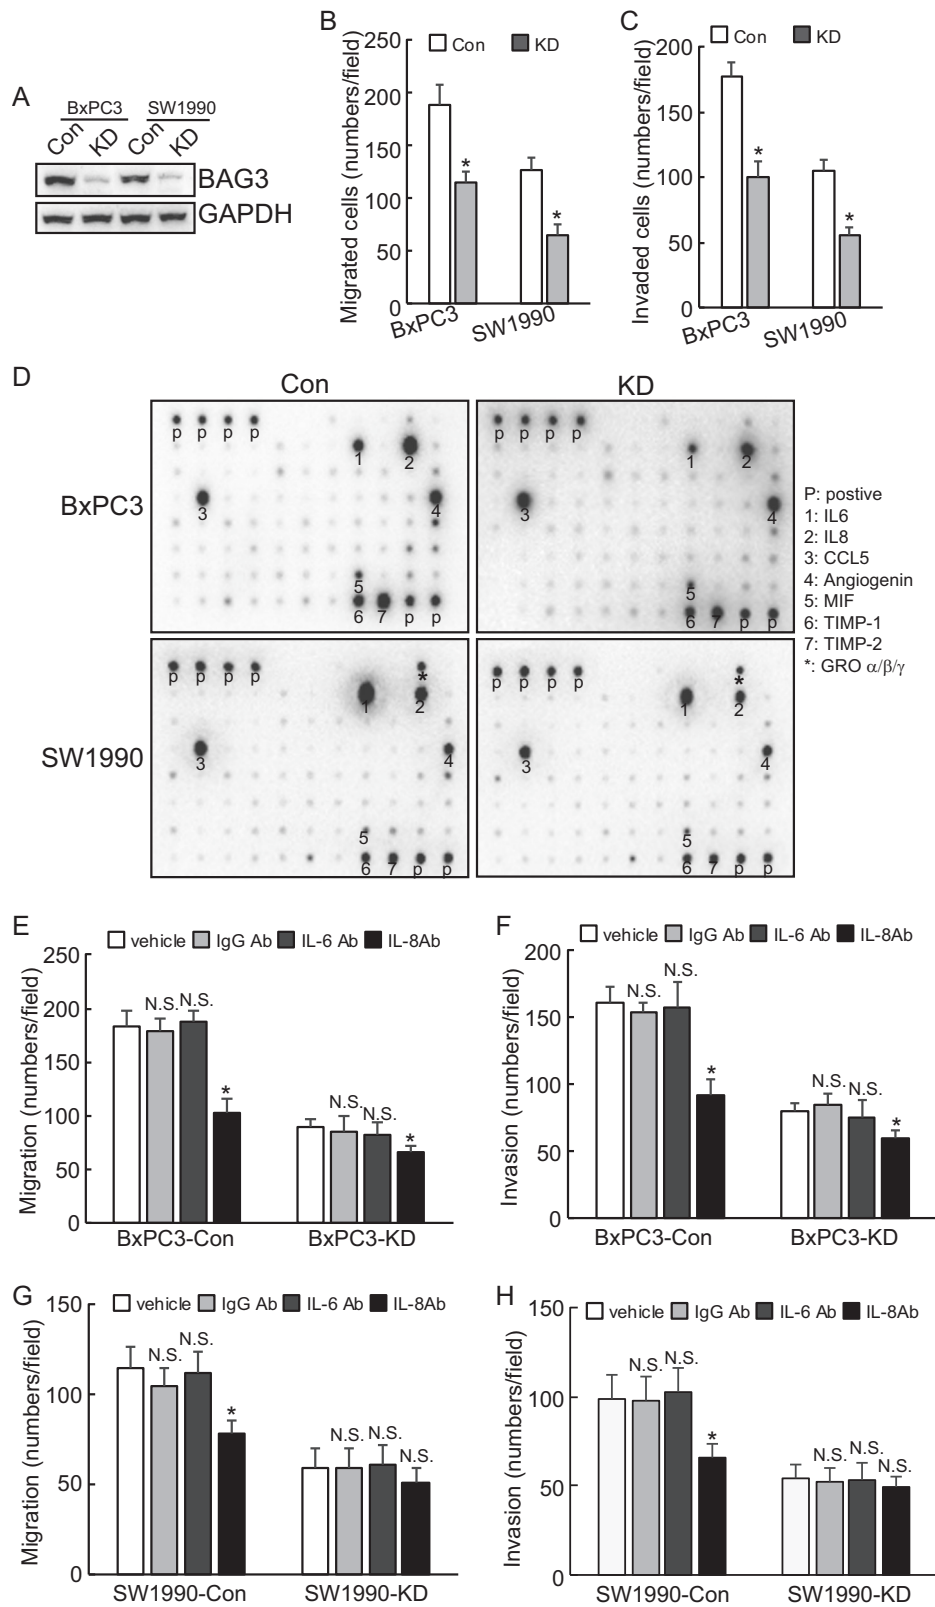 A
BxPC3 SW1990
Con KD Con KD
BAG3
GAPDH
B
Con KD
Migrated cells (numbers/field)
250
200
150
100
50
0
*
*
BxPC3 SW1990
C
Con KD
Invaded cells (numbers/field)
200
150
100
50
0
*
*
BxPC3 SW1990
D
Con KD
BxPC3
p p p p
1 2
3 4
5
6 7 p p
p p p p
1 2
3 4
5
6 7 p p
P: postive
1: IL6
2: IL8
3: CCL5
4: Angiogenin
5: MIF
6: TIMP-1
7: TIMP-2
*: GRO α/β/γ
SW1990
p p p p
*
1 2
3 4
5
6 7 p p
p p p p
*
1 2
3 4
5
6 7 p p
E
vehicle IgG Ab IL-6 Ab IL-8Ab
Migration (numbers/field)
250
200
150
100
50
0
N.S. N.S.
*
N.S. N.S.
*
BxPC3-Con BxPC3-KD
F
vehicle IgG Ab IL-6 Ab IL-8Ab
Invasion (numbers/field)
200
150
100
50
0
N.S. N.S.
*
N.S. N.S.
*
BxPC3-Con BxPC3-KD
G
vehicle IgG Ab IL-6 Ab IL-8Ab
Migration (numbers/field)
150
100
50
0
N.S. N.S.
*
N.S. N.S. N.S.
SW1990-Con SW1990-KD
H
vehicle IgG Ab IL-6 Ab IL-8Ab
Invasion (numbers/field)
150
100
50
0
N.S. N.S.
*
N.S. N.S. N.S.
SW1990-Con SW1990-KD